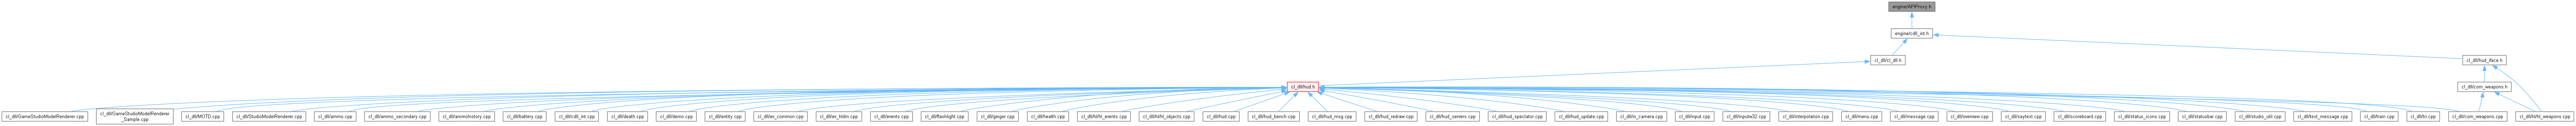 engine/APIProxy.h
engine/cdll_int.h
cl_dll/cl_dll.h
cl_dll/hud_iface.h
cl_dll/hud.h
cl_dll/com_weapons.h
cl_dll/GameStudioModelRenderer.cpp
cl_dll/GameStudioModelRenderer
_Sample.cpp
cl_dll/MOTD.cpp
cl_dll/StudioModelRenderer.cpp
cl_dll/ammo.cpp
cl_dll/ammo_secondary.cpp
cl_dll/ammohistory.cpp
cl_dll/battery.cpp
cl_dll/cdll_int.cpp
cl_dll/death.cpp
cl_dll/demo.cpp
cl_dll/entity.cpp
cl_dll/ev_common.cpp
cl_dll/ev_hldm.cpp
cl_dll/events.cpp
cl_dll/flashlight.cpp
cl_dll/geiger.cpp
cl_dll/health.cpp
cl_dll/hl/hl_events.cpp
cl_dll/hl/hl_objects.cpp
cl_dll/hud.cpp
cl_dll/hud_bench.cpp
cl_dll/hud_msg.cpp
cl_dll/hud_redraw.cpp
cl_dll/hud_servers.cpp
cl_dll/hud_spectator.cpp
cl_dll/hud_update.cpp
cl_dll/in_camera.cpp
cl_dll/input.cpp
cl_dll/inputw32.cpp
cl_dll/interpolation.cpp
cl_dll/menu.cpp
cl_dll/message.cpp
cl_dll/overview.cpp
cl_dll/saytext.cpp
cl_dll/scoreboard.cpp
cl_dll/status_icons.cpp
cl_dll/statusbar.cpp
cl_dll/studio_util.cpp
cl_dll/text_message.cpp
cl_dll/train.cpp
cl_dll/tri.cpp
cl_dll/com_weapons.cpp
cl_dll/hl/hl_weapons.cpp